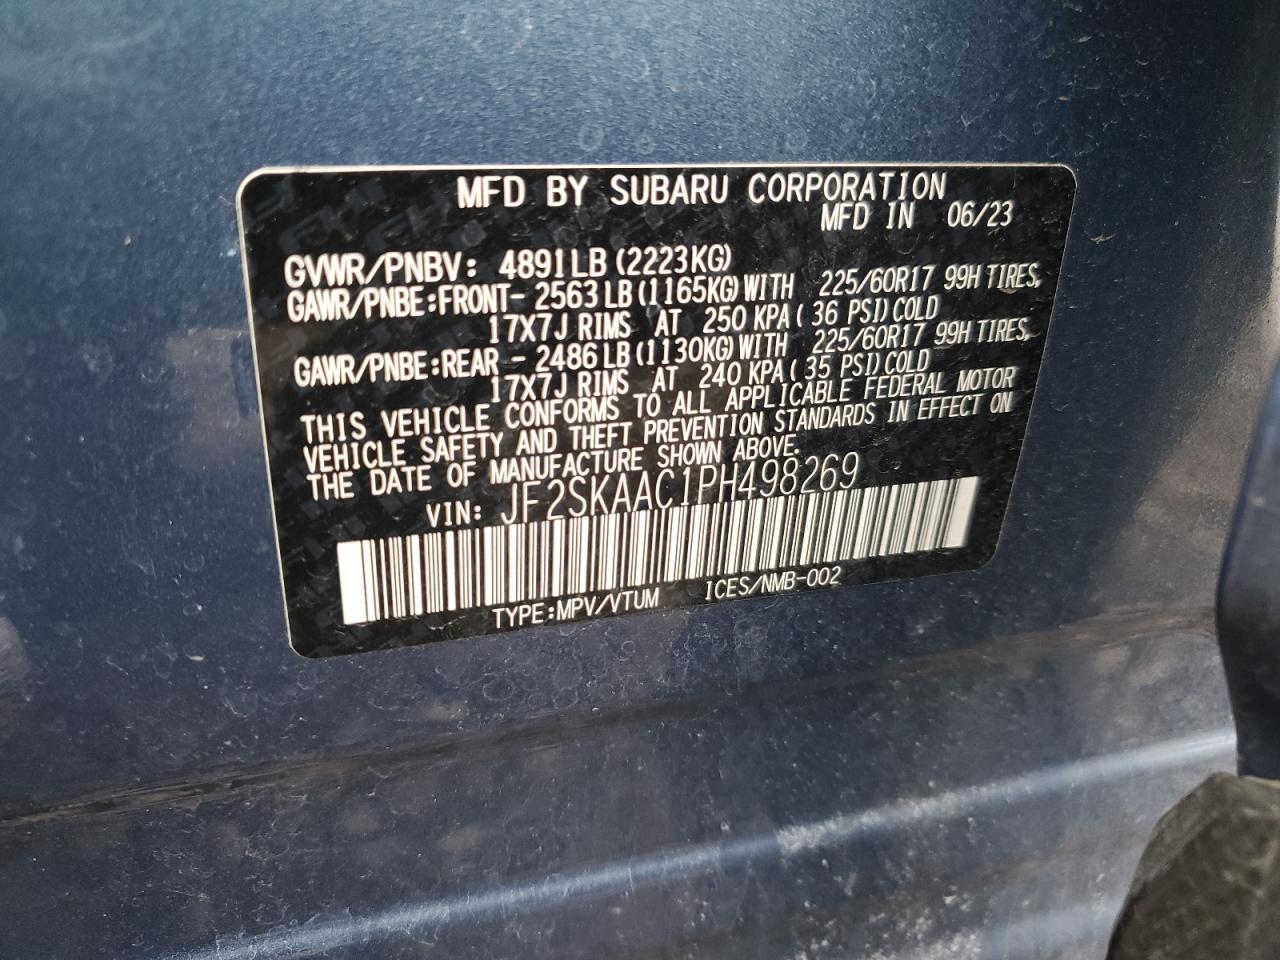 MFD BY SUBARU CORPORATION
MFD IN 06/23
GVWR/PNBV: 4891LB (2223KG)
GAWR/PNBE:FRONT- 2563LB (1165KG) WITH 225/60R17 99H TIRES,
17X7J RIMS AT 250 KPA ( 36 PSI) COLD
GAWR/PNBE:REAR - 2486LB (1130KG) WITH 225/60R17 99H TIRES,
17X7J RIMS AT 240 KPA ( 35 PSI) COLD
THIS VEHICLE CONFORMS TO ALL APPLICABLE FEDERAL MOTOR
VEHICLE SAFETY AND THEFT PREVENTION STANDARDS IN EFFECT ON
THE DATE OF MANUFACTURE SHOWN ABOVE.
VIN: JF2SKAAC1PH498269
TYPE:MPV/VTUM ICES/NMB-002